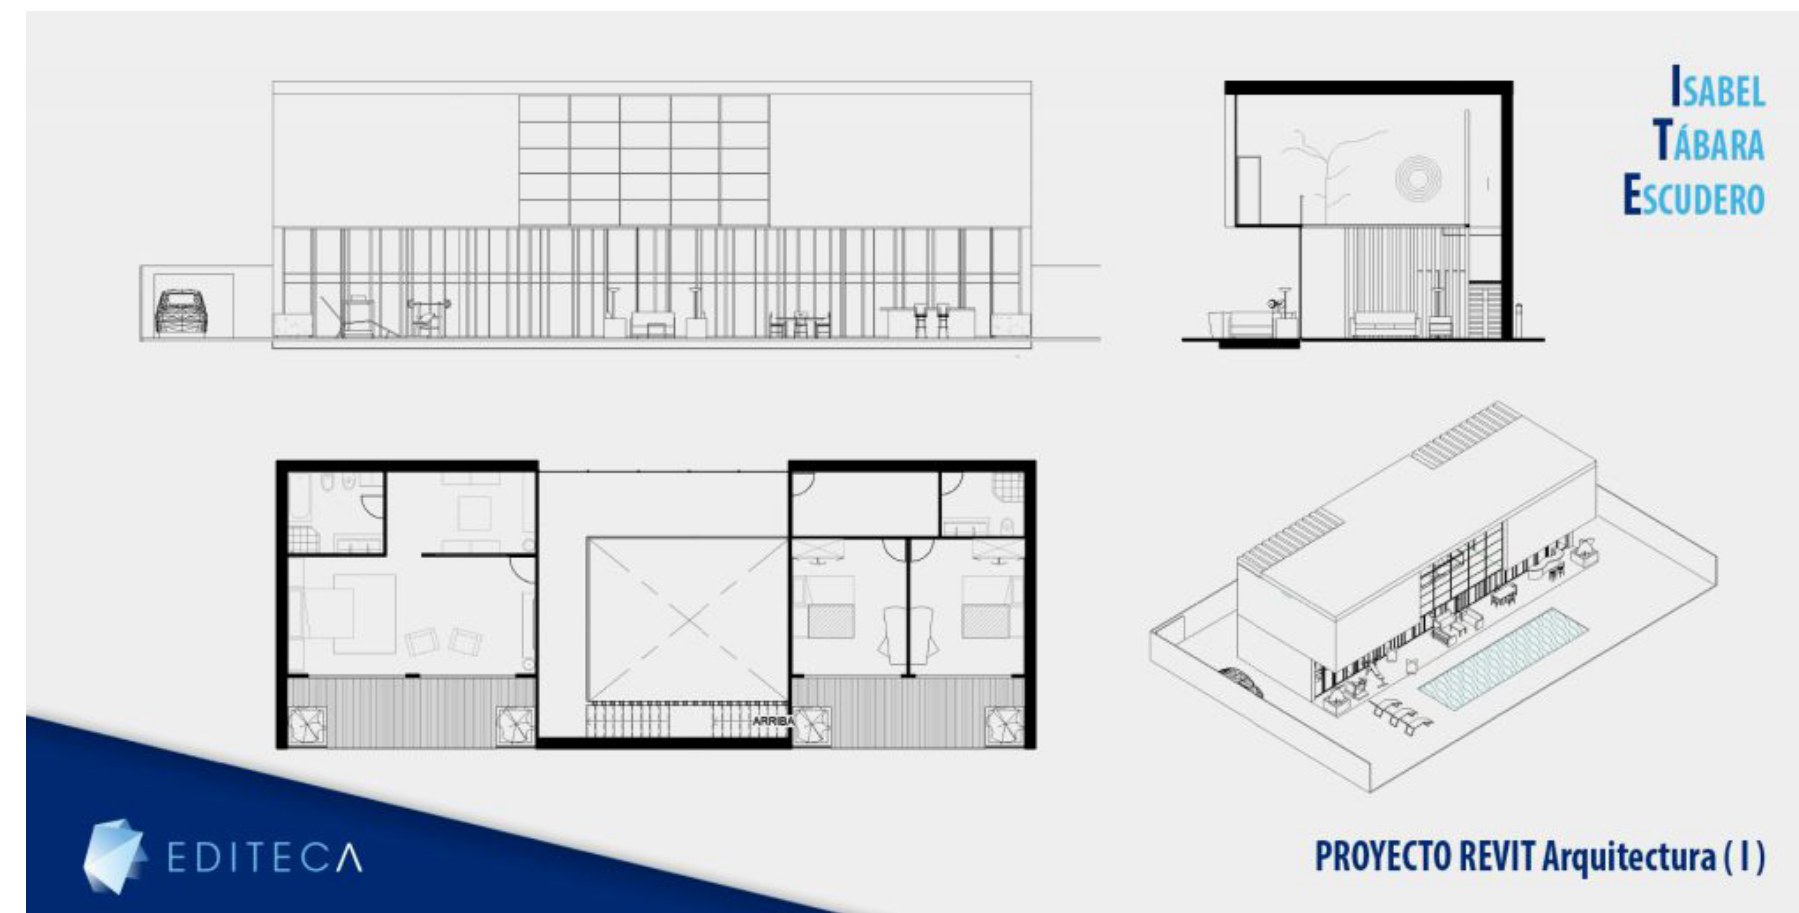 ISABEL
TÁBARA
ESCUDERO
ARRIBA
EDITECA
PROYECTO REVIT Arquitectura ( I )